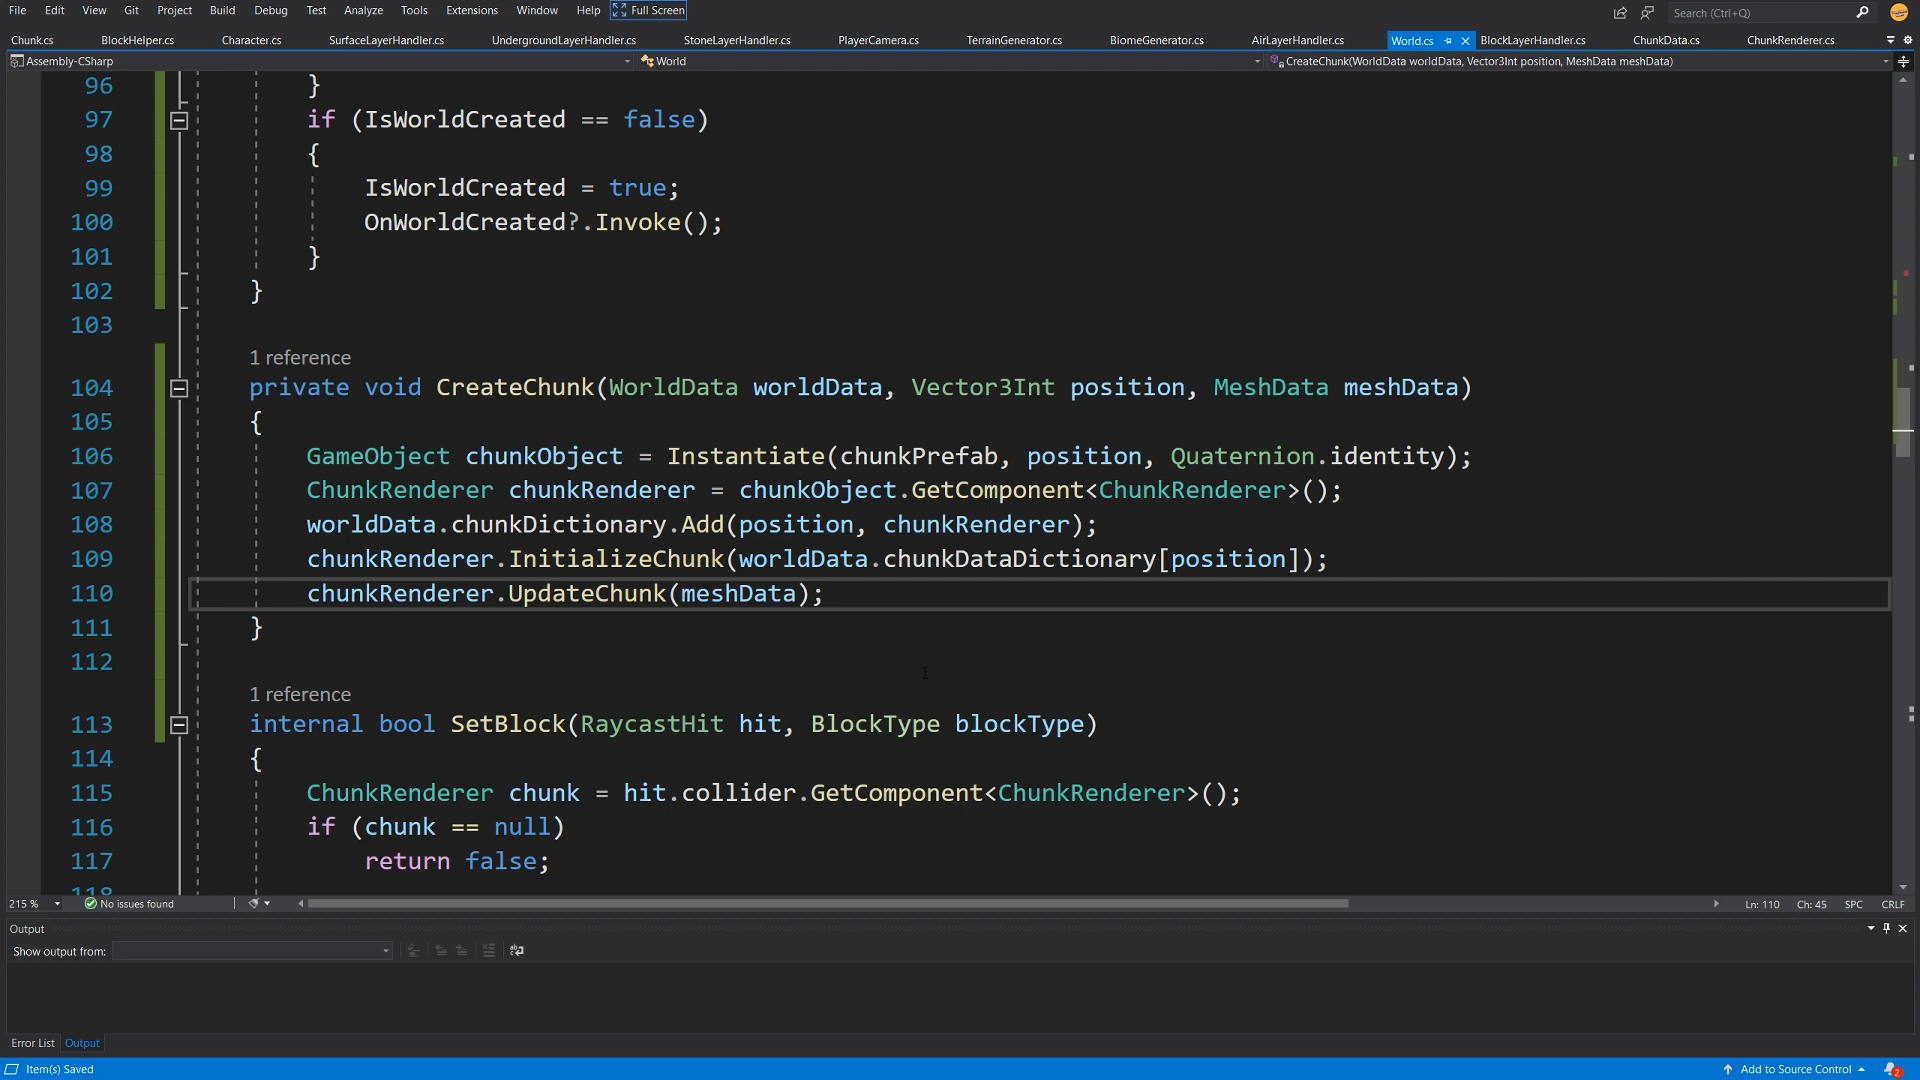 File Edit View Git Project Build Debug Test Analyze Tools Extensions Window Help Full Screen Search (Ctrl+Q)
Chunk.cs BlockHelper.cs Character.cs SurfaceLayerHandler.cs UndergroundLayerHandler.cs StoneLayerHandler.cs PlayerCamera.cs TerrainGenerator.cs BiomeGenerator.cs AirLayerHandler.cs World.cs BlockLayerHandler.cs ChunkData.cs ChunkRenderer.cs
Assembly-CSharp World CreateChunk(WorldData worldData, Vector3Int position, MeshData meshData)
96 }
97 if (IsWorldCreated == false)
98 {
99 IsWorldCreated = true;
100 OnWorldCreated?.Invoke();
101 }
102 }
103
1 reference
104 private void CreateChunk(WorldData worldData, Vector3Int position, MeshData meshData)
105 {
106 GameObject chunkObject = Instantiate(chunkPrefab, position, Quaternion.identity);
107 ChunkRenderer chunkRenderer = chunkObject.GetComponent<ChunkRenderer>();
108 worldData.chunkDictionary.Add(position, chunkRenderer);
109 chunkRenderer.InitializeChunk(worldData.chunkDataDictionary[position]);
110 chunkRenderer.UpdateChunk(meshData);
111 }
112
1 reference
113 internal bool SetBlock(RaycastHit hit, BlockType blockType)
114 {
115 ChunkRenderer chunk = hit.collider.GetComponent<ChunkRenderer>();
116 if (chunk == null)
117 return false;
118
215 % No issues found Ln: 110 Ch: 45 SPC CRLF
Output
Show output from:
Error List Output
Item(s) Saved Add to Source Control 2